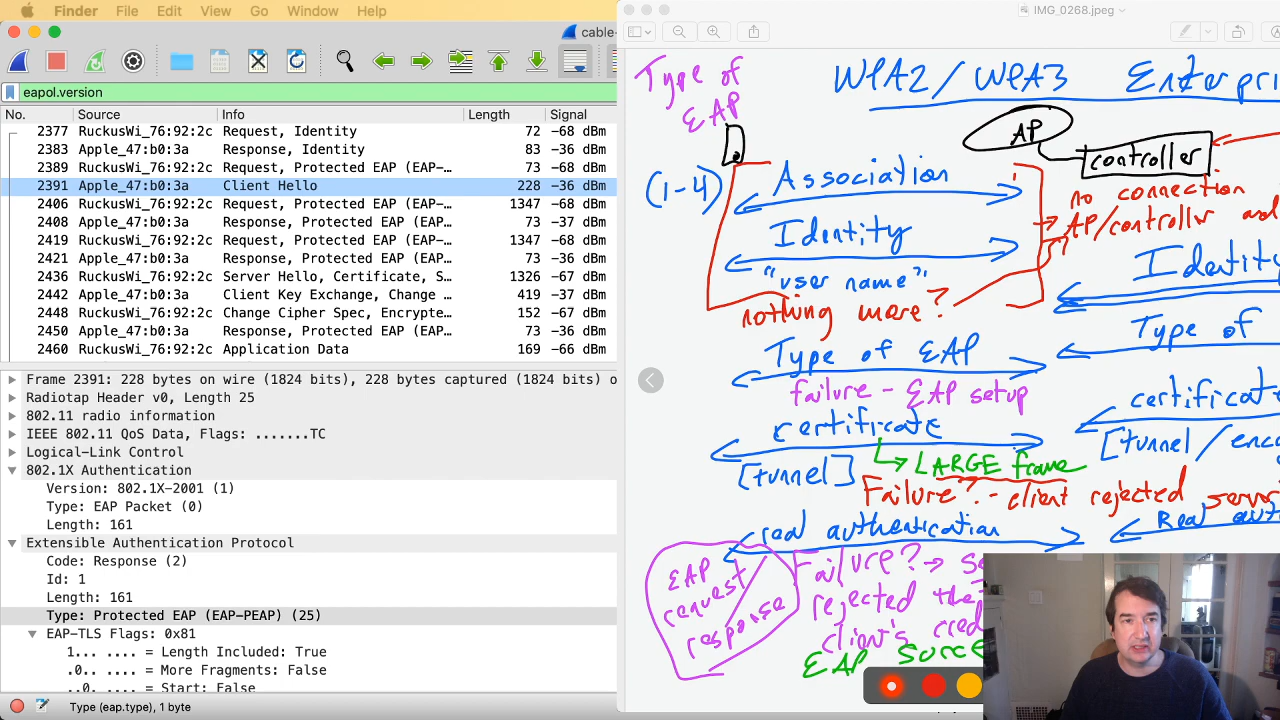 Finder File Edit View Go Window Help
cable-
IMG_0268.jpeg
eapol.version
No. Source Info Length Signal
2377 RuckusWi_76:92:2c Request, Identity 72 -68 dBm
2383 Apple_47:b0:3a Response, Identity 83 -36 dBm
2389 RuckusWi_76:92:2c Request, Protected EAP (EAP-… 73 -68 dBm
2391 Apple_47:b0:3a Client Hello 228 -36 dBm
2406 RuckusWi_76:92:2c Request, Protected EAP (EAP-… 1347 -68 dBm
2408 Apple_47:b0:3a Response, Protected EAP (EAP… 73 -37 dBm
2419 RuckusWi_76:92:2c Request, Protected EAP (EAP-… 1347 -68 dBm
2421 Apple_47:b0:3a Response, Protected EAP (EAP… 73 -36 dBm
2436 RuckusWi_76:92:2c Server Hello, Certificate, S… 1326 -67 dBm
2442 Apple_47:b0:3a Client Key Exchange, Change … 419 -37 dBm
2448 RuckusWi_76:92:2c Change Cipher Spec, Encrypte… 152 -67 dBm
2450 Apple_47:b0:3a Response, Protected EAP (EAP… 73 -36 dBm
2460 RuckusWi_76:92:2c Application Data 169 -66 dBm
Frame 2391: 228 bytes on wire (1824 bits), 228 bytes captured (1824 bits) o
Radiotap Header v0, Length 25
802.11 radio information
IEEE 802.11 QoS Data, Flags: .......TC
Logical-Link Control
802.1X Authentication
Version: 802.1X-2001 (1)
Type: EAP Packet (0)
Length: 161
Extensible Authentication Protocol
Code: Response (2)
Id: 1
Length: 161
Type: Protected EAP (EAP-PEAP) (25)
EAP-TLS Flags: 0x81
1... .... = Length Included: True
.0.. .... = More Fragments: False
..0. .... = Start: False
Type (eap.type), 1 byte
Type of
EAP
WPA2/WPA3 Enterpri
AP
controller
(1-4)
Association
no connection
AP/controller and
Identity
"user name"
nothing more?
Identity
Type of EAP
Type of
failure - EAP setup
certificate
certificate
[tunnel]
LARGE frame
[tunnel/enc
Failure? - client rejected server
real authentication
Real aut
EAP
request
response
Failure? → se
rejected the
client's cred
EAP succe